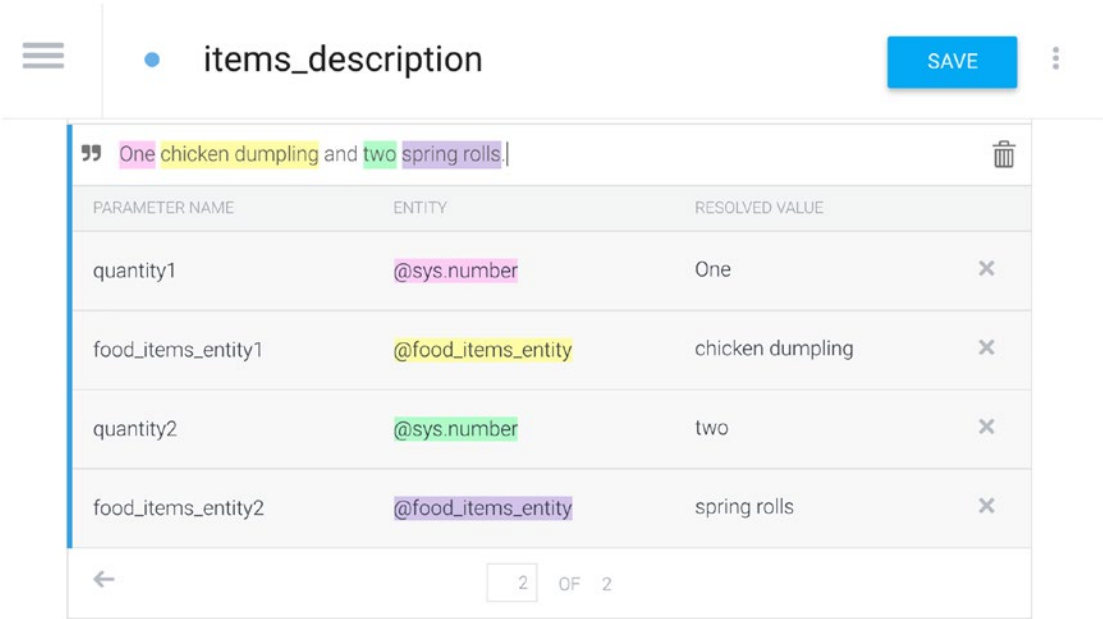 items_description
SAVE
One chicken dumpling and two spring rolls.
PARAMETER NAME ENTITY RESOLVED VALUE
quantity1 @sys.number One
food_items_entity1 @food_items_entity chicken dumpling
quantity2 @sys.number two
food_items_entity2 @food_items_entity spring rolls
2 OF 2